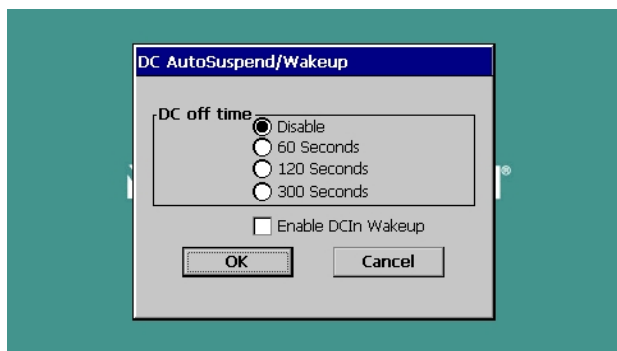 DC AutoSuspend/Wakeup
DC off time
Disable
60 Seconds
120 Seconds
300 Seconds
Enable DCIn Wakeup
OK
Cancel
®